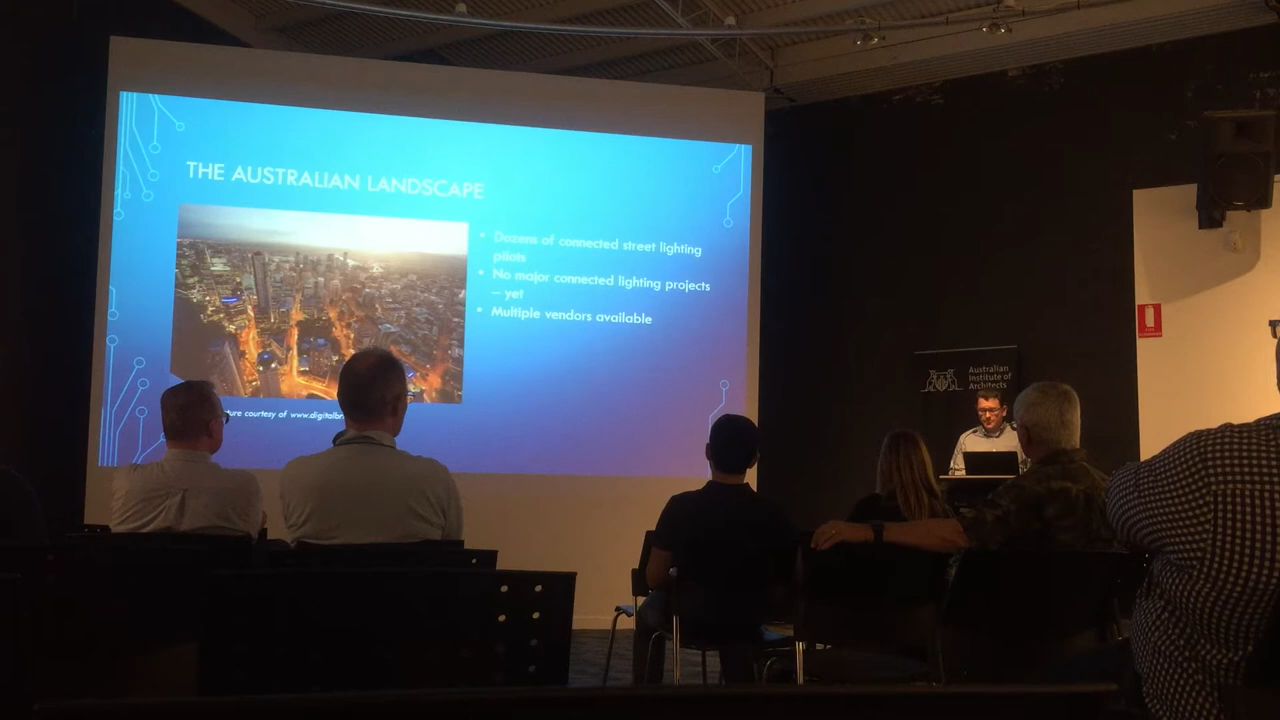 THE AUSTRALIAN LANDSCAPE
• Dozens of connected street lighting
pilots
• No major connected lighting projects
– yet
• Multiple vendors available
ture courtesy of www.digitalbr
Australian
Institute of
Architects